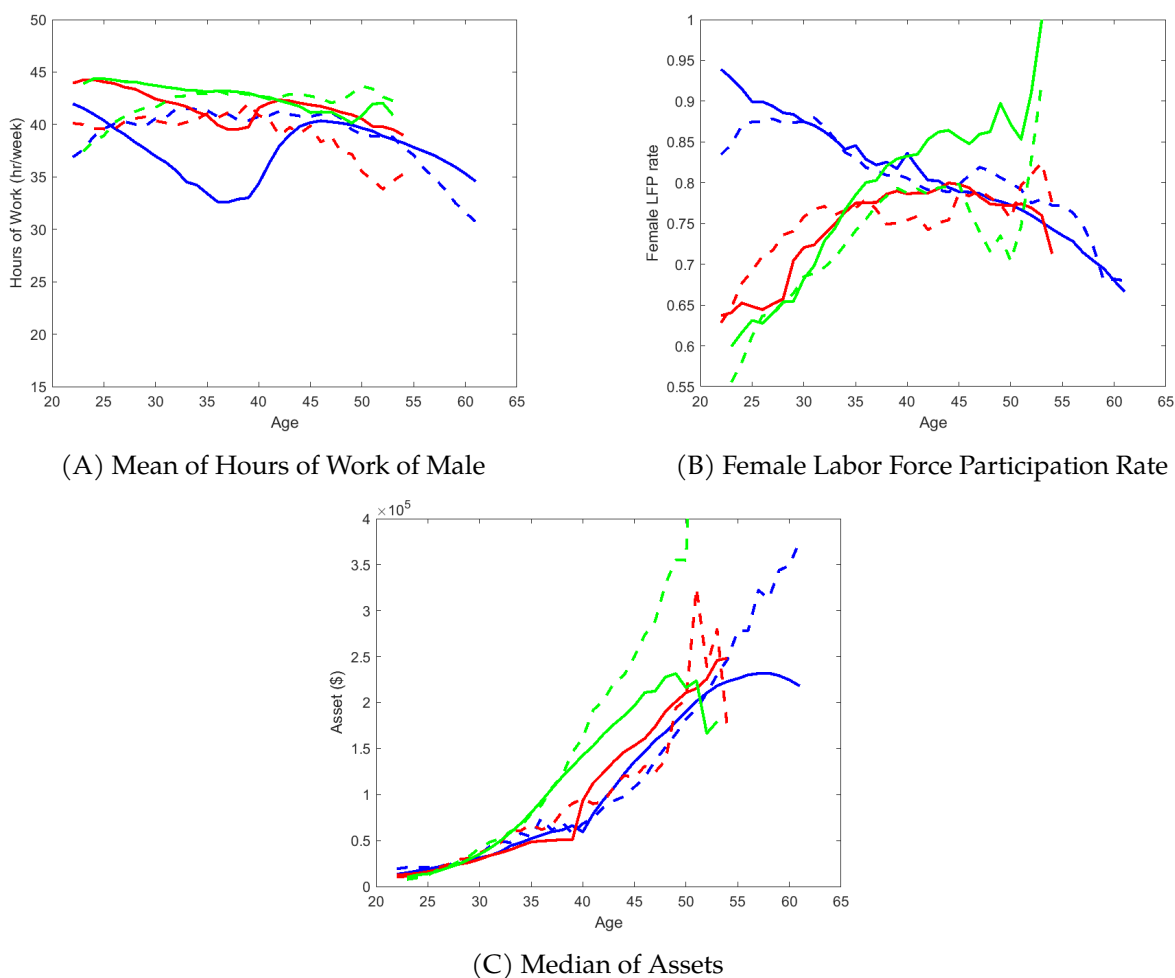 50
45
40
35
30
25
20
15
20 25 30 35 40 45 50 55 60 65
Hours of Work (hr/week)
Age
(A) Mean of Hours of Work of Male
1
0.95
0.9
0.85
0.8
0.75
0.7
0.65
0.6
0.55
20 25 30 35 40 45 50 55 60 65
Female LFP rate
Age
(B) Female Labor Force Participation Rate
×10⁵
4
3.5
3
2.5
2
1.5
1
0.5
0
20 25 30 35 40 45 50 55 60 65
Asset ($)
Age
(C) Median of Assets